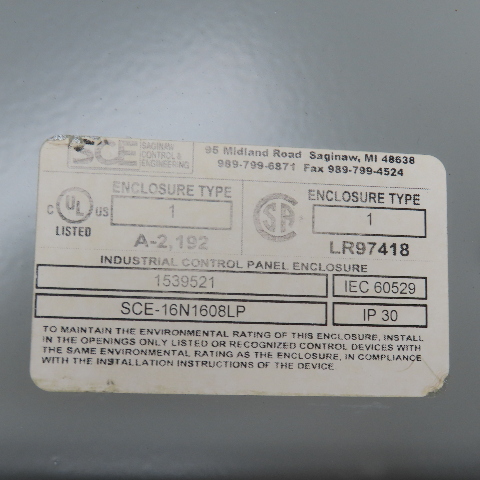 SCE SAGINAW CONTROL & ENGINEERING
95 Midland Road Saginaw, MI 48638
989-799-6871 Fax 989-799-4524
C UL US LISTED
ENCLOSURE TYPE
1
A-2,192
SA
ENCLOSURE TYPE
1
LR97418
INDUSTRIAL CONTROL PANEL ENCLOSURE
1539521
IEC 60529
SCE-16N1608LP
IP 30
TO MAINTAIN THE ENVIRONMENTAL RATING OF THIS ENCLOSURE, INSTALL
IN THE OPENINGS ONLY LISTED OR RECOGNIZED CONTROL DEVICES WITH
THE SAME ENVIRONMENTAL RATING AS THE ENCLOSURE, IN COMPLIANCE
WITH THE INSTALLATION INSTRUCTIONS OF THE DEVICE.